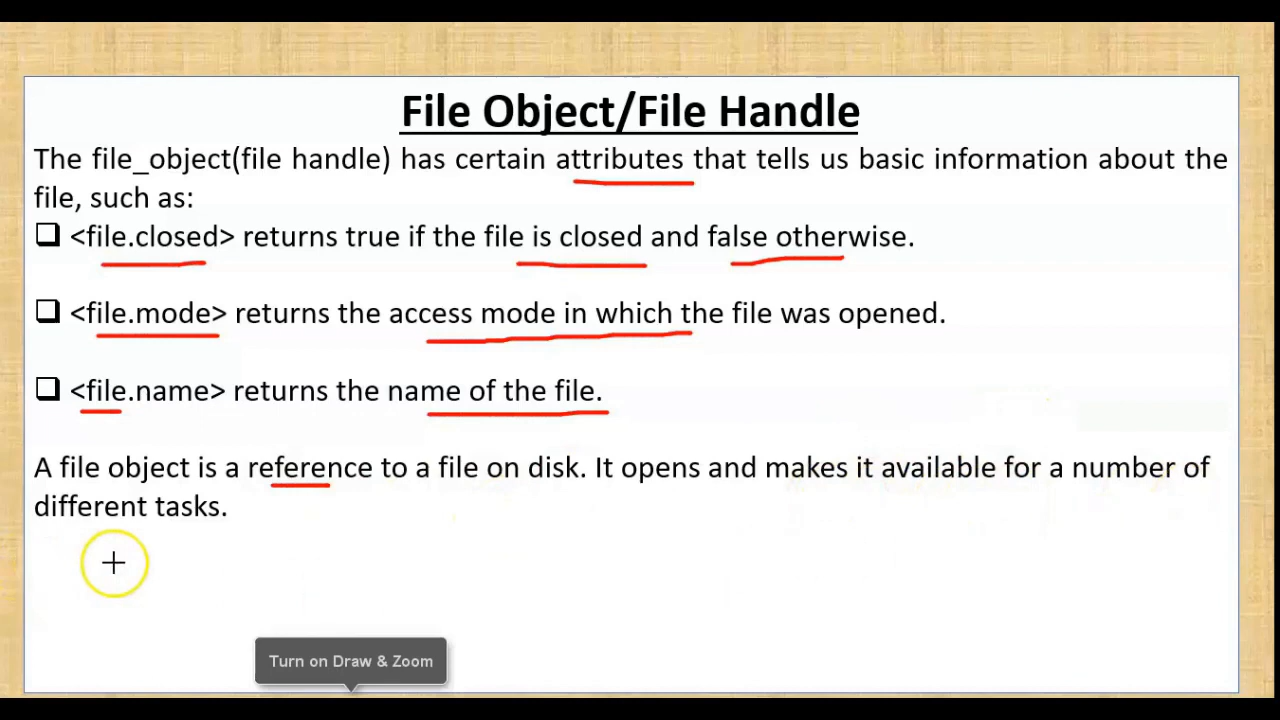 File Object/File Handle
The file_object(file handle) has certain attributes that tells us basic information about the
file, such as:
❑ <file.closed> returns true if the file is closed and false otherwise.
❑ <file.mode> returns the access mode in which the file was opened.
❑ <file.name> returns the name of the file.
A file object is a reference to a file on disk. It opens and makes it available for a number of
different tasks.
Turn on Draw & Zoom